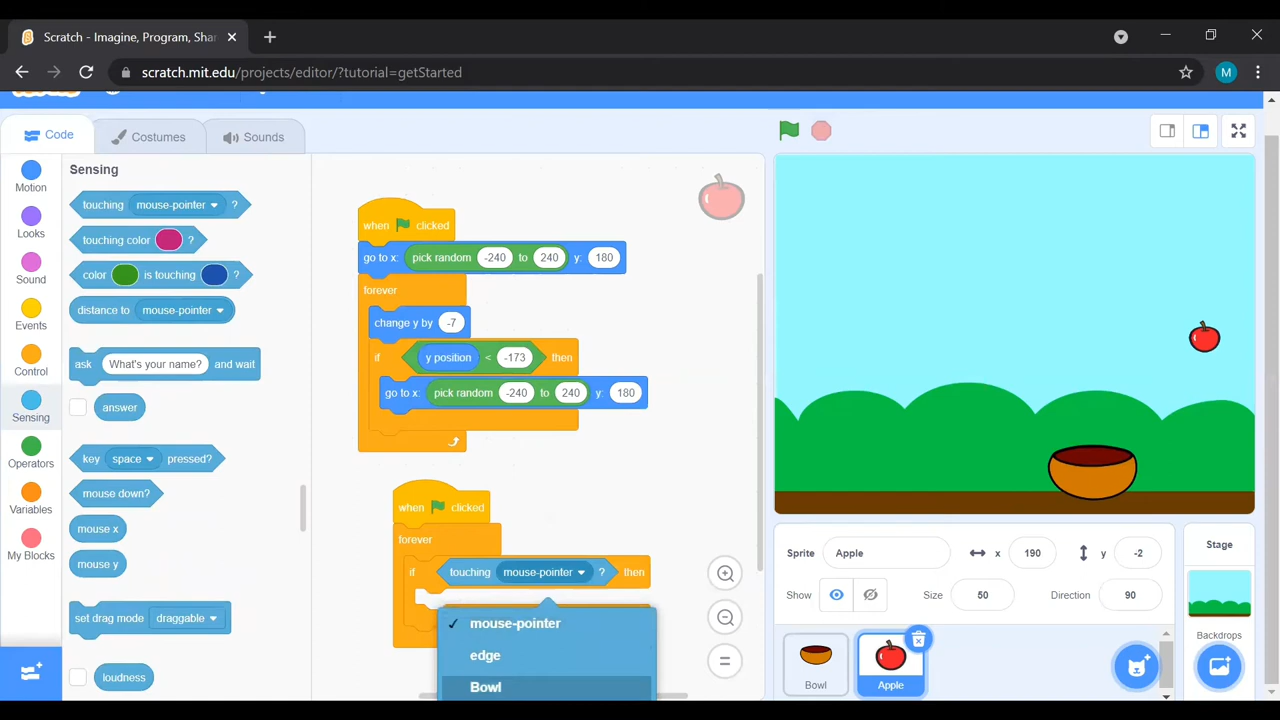 Scratch - Imagine, Program, Shar
scratch.mit.edu/projects/editor/?tutorial=getStarted
M
Code
Costumes
Sounds
Motion
Looks
Sound
Events
Control
Sensing
Operators
Variables
My Blocks
Sensing
touching mouse-pointer ?
touching color ?
color is touching ?
distance to mouse-pointer
ask What's your name? and wait
answer
key space pressed?
mouse down?
mouse x
mouse y
set drag mode draggable
loudness
when clicked
go to x: pick random -240 to 240 y: 180
forever
change y by -7
if y position < -173 then
go to x: pick random -240 to 240 y: 180
when clicked
forever
if touching mouse-pointer ? then
✓ mouse-pointer
edge
Bowl
Sprite Apple x 190 y -2
Show Size 50 Direction 90
Bowl
Apple
Stage
Backdrops